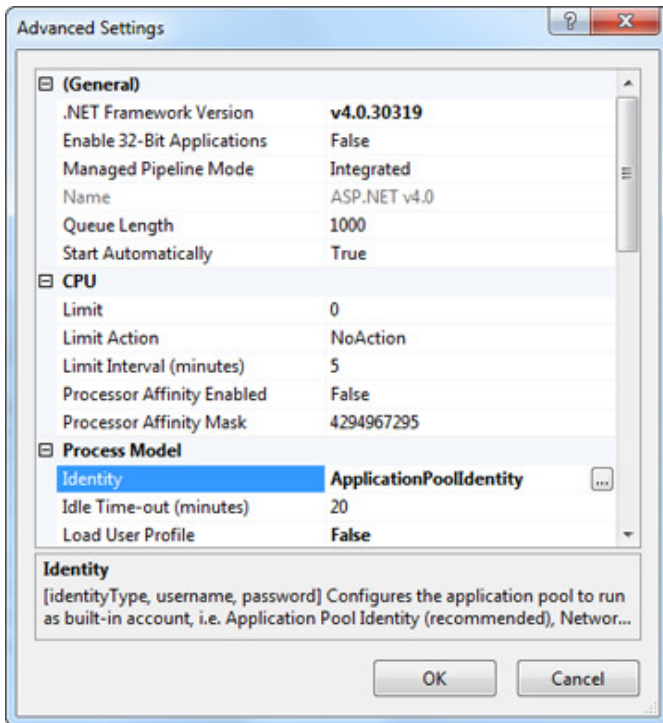 Advanced Settings
(General)
.NET Framework Version v4.0.30319
Enable 32-Bit Applications False
Managed Pipeline Mode Integrated
Name ASP.NET v4.0
Queue Length 1000
Start Automatically True
CPU
Limit 0
Limit Action NoAction
Limit Interval (minutes) 5
Processor Affinity Enabled False
Processor Affinity Mask 4294967295
Process Model
Identity ApplicationPoolIdentity ...
Idle Time-out (minutes) 20
Load User Profile False
Identity
[identityType, username, password] Configures the application pool to run
as built-in account, i.e. Application Pool Identity (recommended), Networ...
OK Cancel